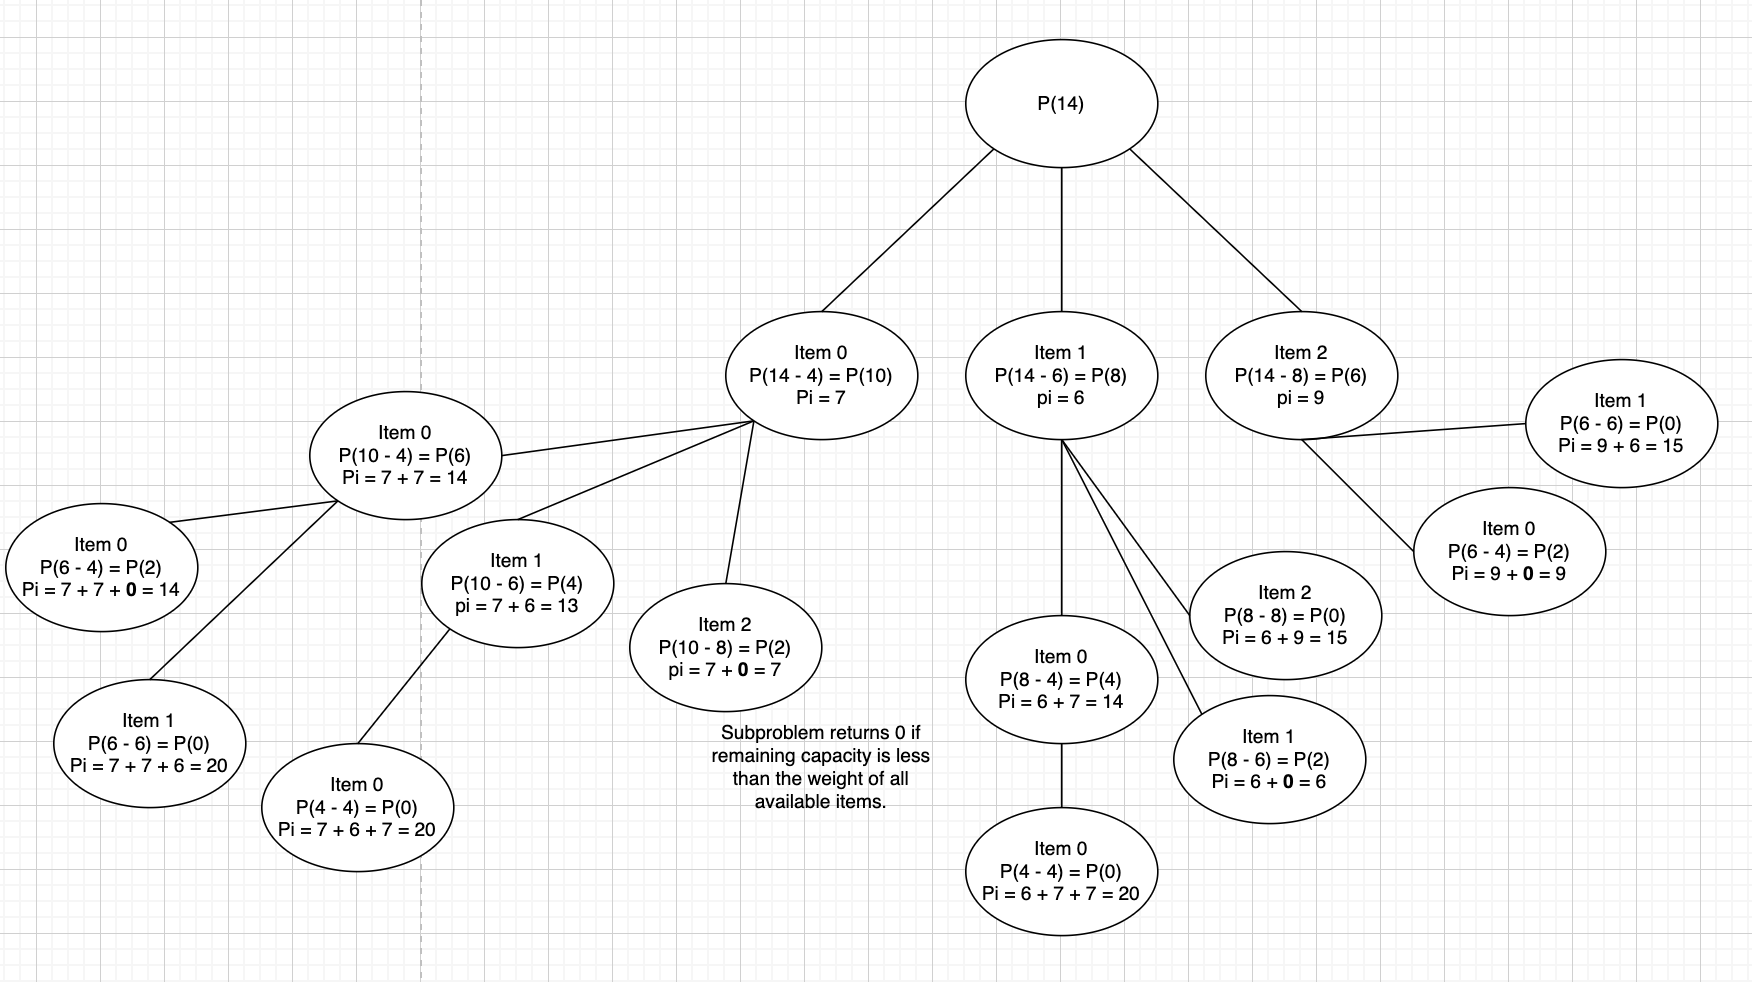 P(14)
Item 0
P(14 - 4) = P(10)
Pi = 7
Item 1
P(14 - 6) = P(8)
pi = 6
Item 2
P(14 - 8) = P(6)
pi = 9
Item 1
P(6 - 6) = P(0)
Pi = 9 + 6 = 15
Item 0
P(10 - 4) = P(6)
Pi = 7 + 7 = 14
Item 0
P(6 - 4) = P(2)
Pi = 9 + 0 = 9
Item 0
P(6 - 4) = P(2)
Pi = 7 + 7 + 0 = 14
Item 1
P(10 - 6) = P(4)
pi = 7 + 6 = 13
Item 2
P(8 - 8) = P(0)
Pi = 6 + 9 = 15
Item 2
P(10 - 8) = P(2)
pi = 7 + 0 = 7
Item 0
P(8 - 4) = P(4)
Pi = 6 + 7 = 14
Item 1
P(6 - 6) = P(0)
Pi = 7 + 7 + 6 = 20
Subproblem returns 0 if
remaining capacity is less
than the weight of all
available items.
Item 1
P(8 - 6) = P(2)
Pi = 6 + 0 = 6
Item 0
P(4 - 4) = P(0)
Pi = 7 + 6 + 7 = 20
Item 0
P(4 - 4) = P(0)
Pi = 6 + 7 + 7 = 20